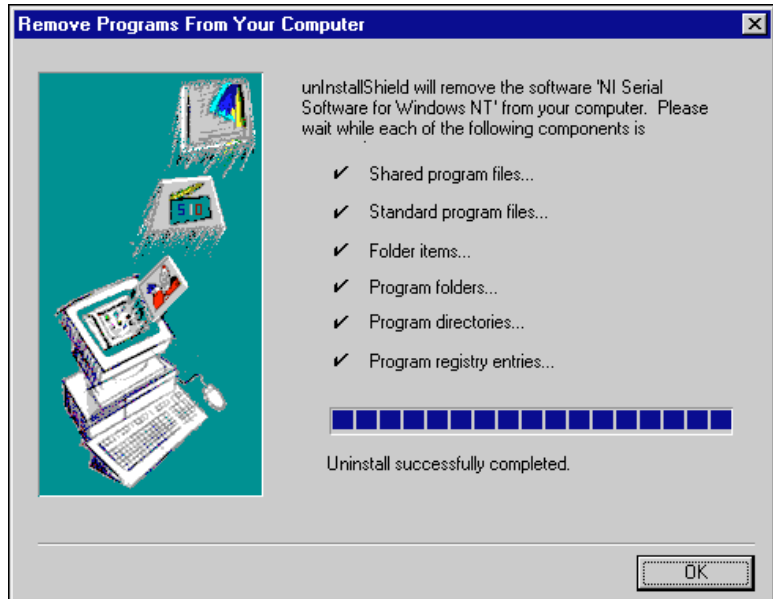 Remove Programs From Your Computer
unInstallShield will remove the software 'NI Serial
Software for Windows NT' from your computer. Please
wait while each of the following components is
✔ Shared program files...
✔ Standard program files...
✔ Folder items...
✔ Program folders...
✔ Program directories...
✔ Program registry entries...
Uninstall successfully completed.
OK